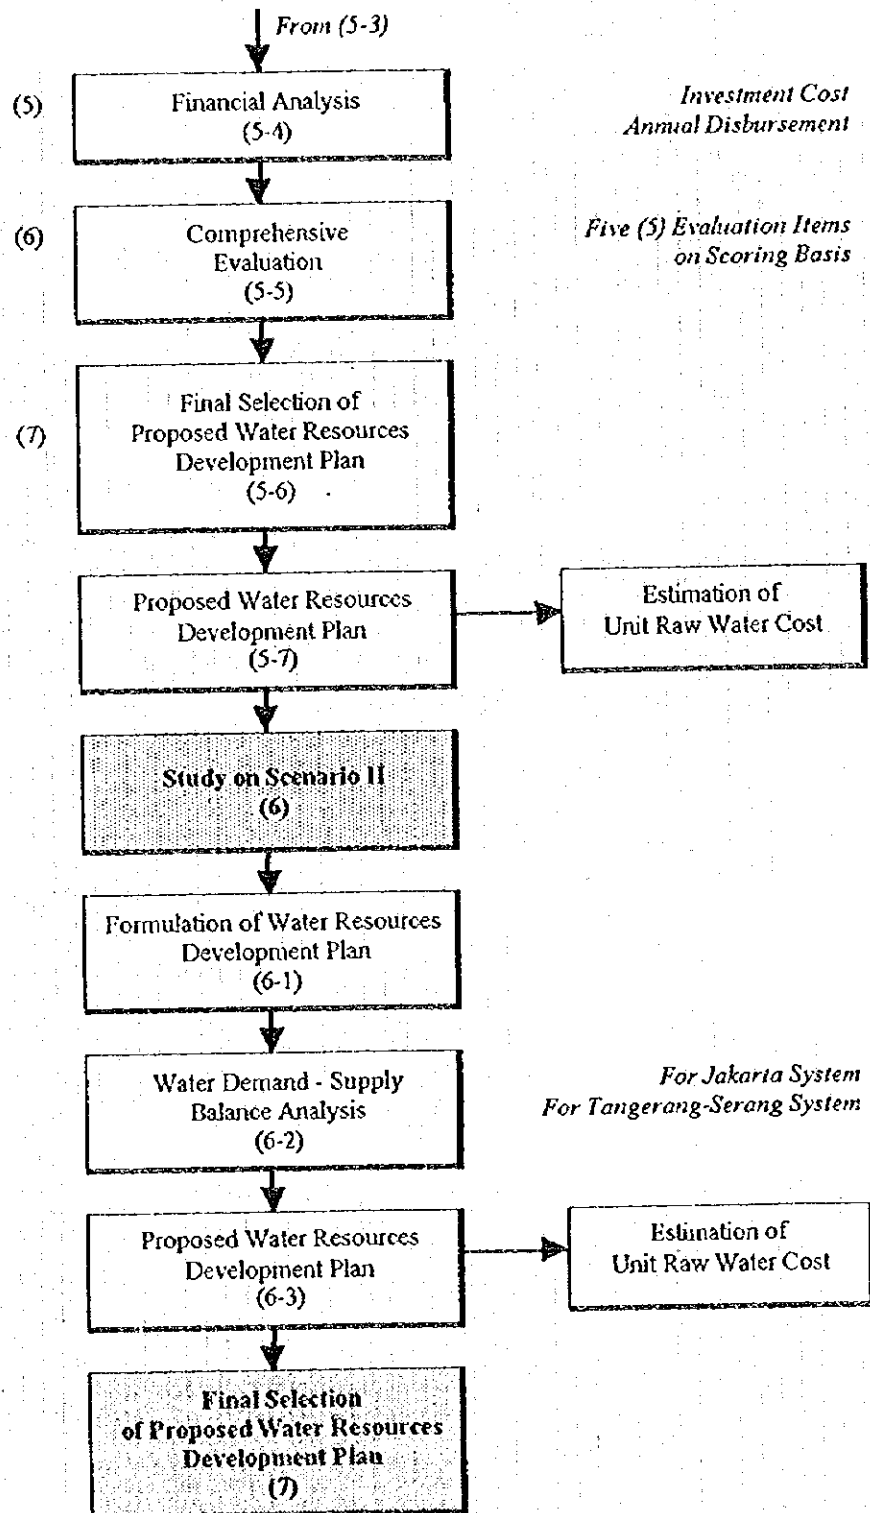 From (5-3)
(5)
Financial Analysis
(5-4)
Investment Cost
Annual Disbursement
(6)
Comprehensive
Evaluation
(5-5)
Five (5) Evaluation Items
on Scoring Basis
(7)
Final Selection of
Proposed Water Resources
Development Plan
(5-6)
Proposed Water Resources
Development Plan
(5-7)
Estimation of
Unit Raw Water Cost
Study on Scenario II
(6)
Formulation of Water Resources
Development Plan
(6-1)
Water Demand - Supply
Balance Analysis
(6-2)
For Jakarta System
For Tangerang-Serang System
Proposed Water Resources
Development Plan
(6-3)
Estimation of
Unit Raw Water Cost
Final Selection
of Proposed Water Resources
Development Plan
(7)